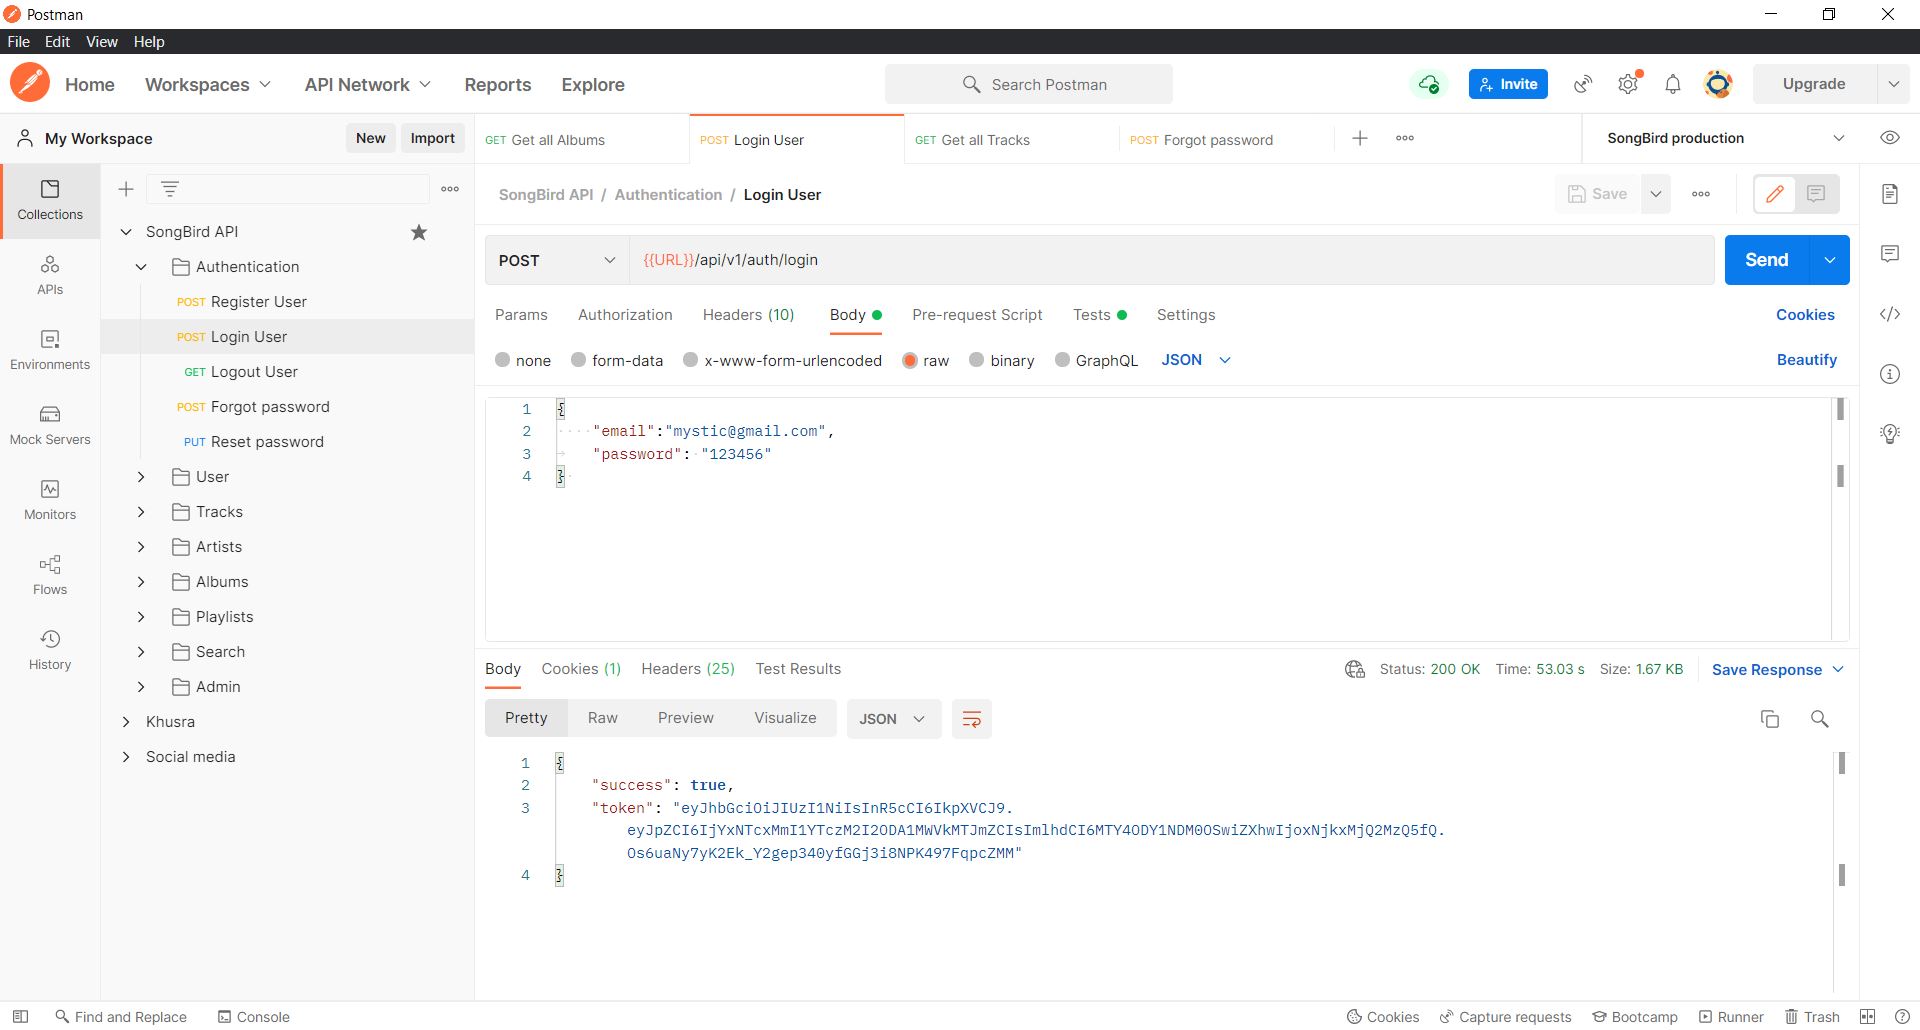 Postman
File Edit View Help
Home Workspaces API Network Reports Explore Search Postman Invite Upgrade
My Workspace New Import GET Get all Albums POST Login User GET Get all Tracks POST Forgot password SongBird production
Collections
APIs
Environments
Mock Servers
Monitors
Flows
History
SongBird API
Authentication
POST Register User
POST Login User
GET Logout User
POST Forgot password
PUT Reset password
User
Tracks
Artists
Albums
Playlists
Search
Admin
Khusra
Social media
SongBird API / Authentication / Login User Save
POST {{URL}}/api/v1/auth/login Send
Params Authorization Headers (10) Body Pre-request Script Tests Settings Cookies
none form-data x-www-form-urlencoded raw binary GraphQL JSON Beautify
1 {
2 "email":"mystic@gmail.com",
3 "password": "123456"
4 }
Body Cookies (1) Headers (25) Test Results Status: 200 OK Time: 53.03 s Size: 1.67 KB Save Response
Pretty Raw Preview Visualize JSON
1 {
2 "success": true,
3 "token": "eyJhbGciOiJIUzI1NiIsInR5cCI6IkpXVCJ9.
eyJpZCI6IjYxNTcxMmI1YTczM2I2ODA1MWVkMTJmZCIsImlhdCI6MTY4ODY1NDM0OSwiZXhwIjoxNjkxMjQ2MzQ5fQ.
Os6uaNy7yK2Ek_Y2gep340yfGGj3i8NPK497FqpcZMM"
4 }
Find and Replace Console Cookies Capture requests Bootcamp Runner Trash